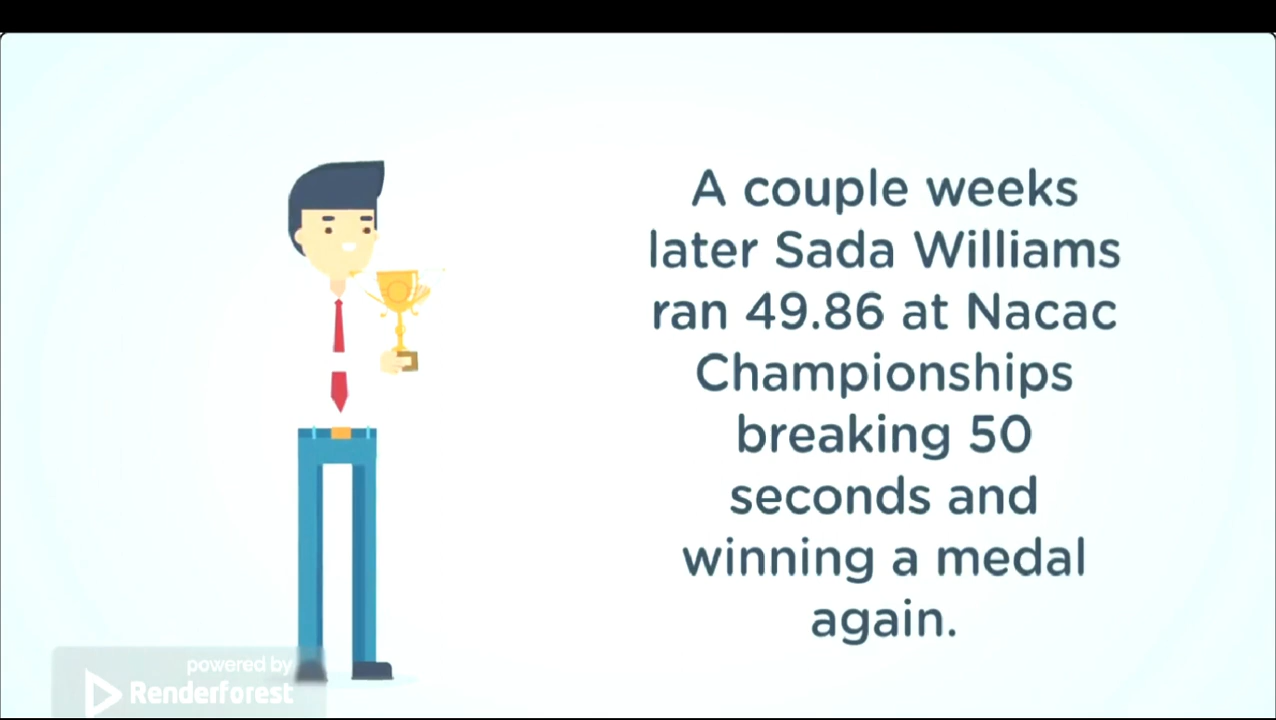 A couple weeks
later Sada Williams
ran 49.86 at Nacac
Championships
breaking 50
seconds and
winning a medal
again.
powered by
Renderforest